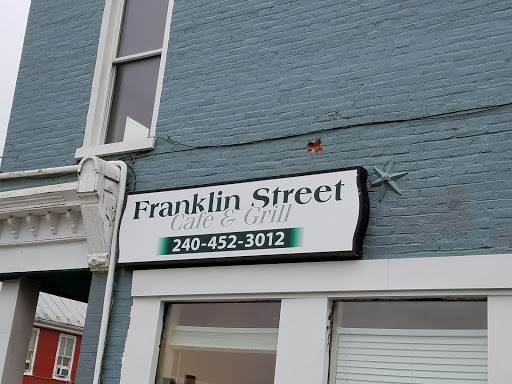 Franklin Street
Cafe & Grill
240-452-3012